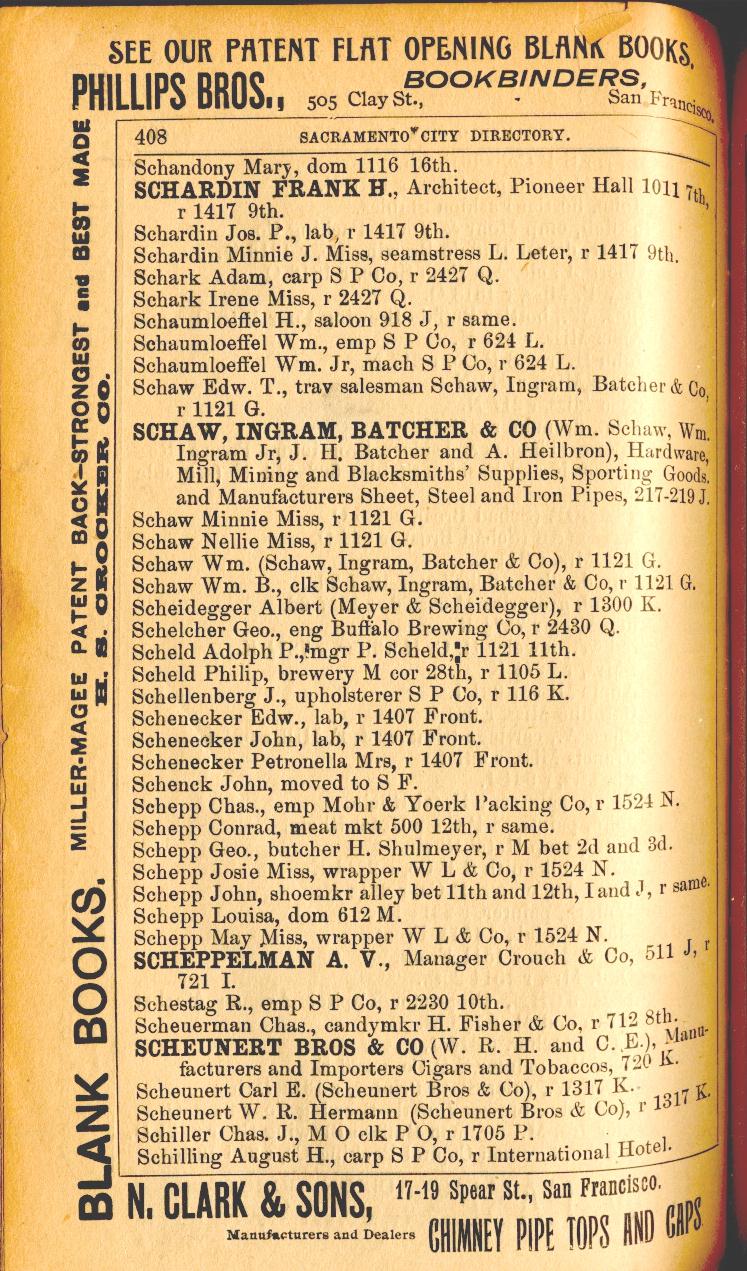 SEE OUR PATENT FLAT OPENING BLANK BOOKS,
PHILLIPS BROS., BOOKBINDERS,
505 Clay St., San Francisco.
408 SACRAMENTO CITY DIRECTORY.
Schandony Mary, dom 1116 16th.
SCHARDIN FRANK H., Architect, Pioneer Hall 1011 7th,
r 1417 9th.
Schardin Jos. P., lab, r 1417 9th.
Schardin Minnie J. Miss, seamstress L. Leter, r 1417 9th.
Schark Adam, carp S P Co, r 2427 Q.
Schark Irene Miss, r 2427 Q.
Schaumloeffel H., saloon 918 J, r same.
Schaumloeffel Wm., emp S P Co, r 624 L.
Schaumloeffel Wm. Jr, mach S P Co, r 624 L.
Schaw Edw. T., trav salesman Schaw, Ingram, Batcher & Co,
r 1121 G.
SCHAW, INGRAM, BATCHER & CO (Wm. Schaw, Wm.
Ingram Jr, J. H. Batcher and A. Heilbron), Hardware,
Mill, Mining and Blacksmiths' Supplies, Sporting Goods,
and Manufacturers Sheet, Steel and Iron Pipes, 217-219 J.
Schaw Minnie Miss, r 1121 G.
Schaw Nellie Miss, r 1121 G.
Schaw Wm. (Schaw, Ingram, Batcher & Co), r 1121 G.
Schaw Wm. B., clk Schaw, Ingram, Batcher & Co, r 1121 G.
Scheidegger Albert (Meyer & Scheidegger), r 1300 K.
Schelcher Geo., eng Buffalo Brewing Co, r 2430 Q.
Scheld Adolph P., mgr P. Scheld, r 1121 11th.
Scheld Philip, brewery M cor 28th, r 1105 L.
Schellenberg J., upholsterer S P Co, r 116 K.
Schenecker Edw., lab, r 1407 Front.
Schenecker John, lab, r 1407 Front.
Schenecker Petronella Mrs, r 1407 Front.
Schenck John, moved to S F.
Schepp Chas., emp Mohr & Yoerk Packing Co, r 1524 N.
Schepp Conrad, meat mkt 500 12th, r same.
Schepp Geo., butcher H. Shulmeyer, r M bet 2d and 3d.
Schepp Josie Miss, wrapper W L & Co, r 1524 N.
Schepp John, shoemkr alley bet 11th and 12th, I and J, r same.
Schepp Louisa, dom 612 M.
Schepp May Miss, wrapper W L & Co, r 1524 N.
SCHEPPELMAN A. V., Manager Crouch & Co, 511 J, r
721 I.
Schestag R., emp S P Co, r 2230 10th.
Scheuerman Chas., candymkr H. Fisher & Co, r 712 8th.
SCHEUNERT BROS & CO (W. R. H. and C. E.), Manu-
facturers and Importers Cigars and Tobaccos, 720 K.
Scheunert Carl E. (Scheunert Bros & Co), r 1317 K.
Scheunert W. R. Hermann (Scheunert Bros & Co), r 1317 K.
Schiller Chas. J., M O clk P O, r 1705 P.
Schilling August H., carp S P Co, r International Hotel.
BLANK BOOKS. MILLER-MAGEE PATENT BACK-STRONGEST and BEST MADE
H. S. CROCKER CO.
N. CLARK & SONS, 17-19 Spear St., San Francisco.
Manufacturers and Dealers CHIMNEY PIPE TOPS AND CAPS